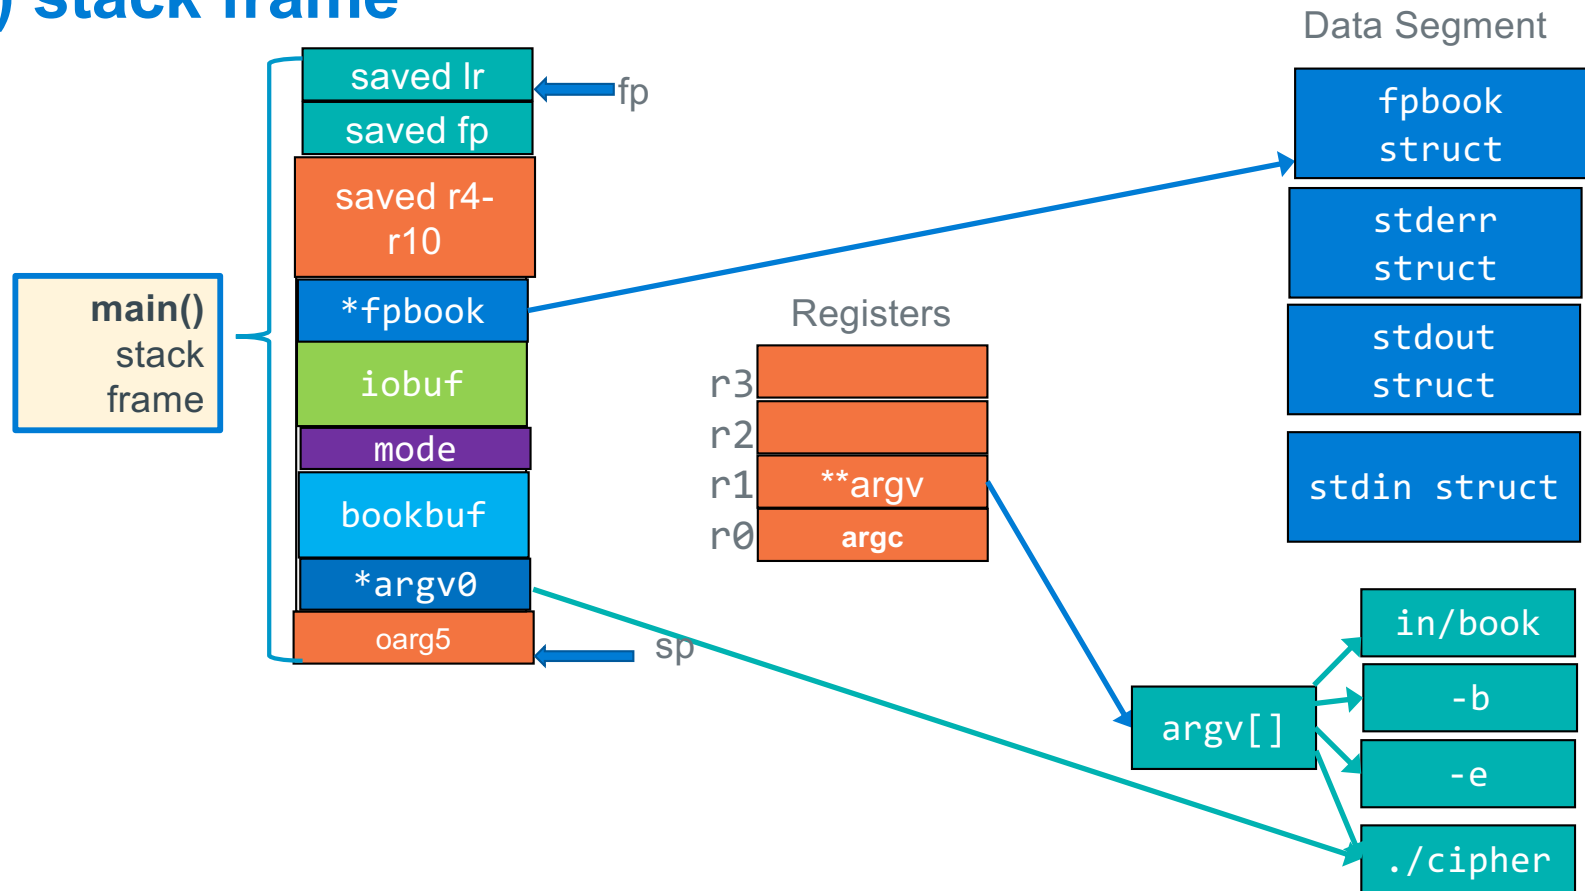 ) stack frame
Data Segment
saved lr
fp
saved fp
saved r4-
r10
*fpbook
iobuf
mode
bookbuf
*argv0
oarg5
sp
main()
stack
frame
Registers
r3
r2
r1
**argv
r0
argc
fpbook
struct
stderr
struct
stdout
struct
stdin struct
argv[]
in/book
-b
-e
./cipher